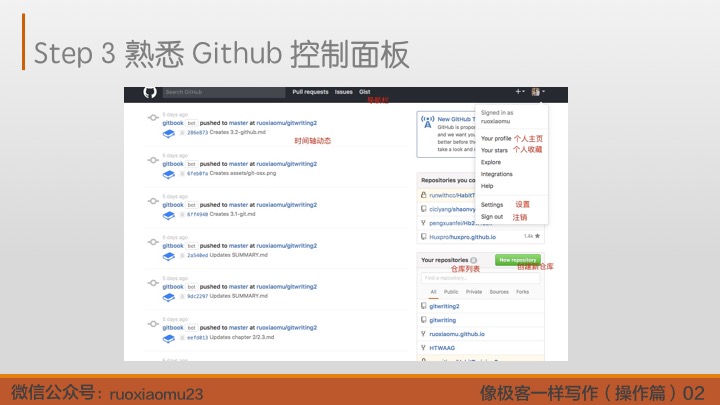 Step 3 熟悉 Github 控制面板
Search GitHub
Pull requests Issues Gist
导航栏
5 days ago
gitbook bot pushed to master at ruoxiaomu/gitwriting2
286e873 Creates 3.2-github.md
时间轴动态
5 days ago
gitbook bot pushed to master at ruoxiaomu/gitwriting2
6feb0fa Creates assets/git-osx.png
5 days ago
gitbook bot pushed to master at ruoxiaomu/gitwriting2
6ff4940 Creates 3.1-git.md
5 days ago
gitbook bot pushed to master at ruoxiaomu/gitwriting2
2a540ed Updates SUMMARY.md
5 days ago
gitbook bot pushed to master at ruoxiaomu/gitwriting2
9dc2297 Updates SUMMARY.md
5 days ago
gitbook bot pushed to master at ruoxiaomu/gitwriting2
eefd013 Updates chapter 2/2.3.md
New GitHub T
GitHub is propo
and we want you
better before the
take a look and
Signed in as
ruoxiaomu
Your profile 个人主页
Your stars 个人收藏
Explore
Integrations
Help
Settings 设置
Sign out 注销
Repositories you co
runwithcc/HabitT
ciciyang/shaonvy
pengxuanfei/Hb2
Huxpro/huxpro.github.io 1.4k
Your repositories
New repository
仓库列表
创建新仓库
Find a repository...
All Public Private Sources Forks
gitwriting2
gitwriting
ruoxiaomu.github.io
HTWAAG
微信公众号：ruoxiaomu23
像极客一样写作（操作篇）02